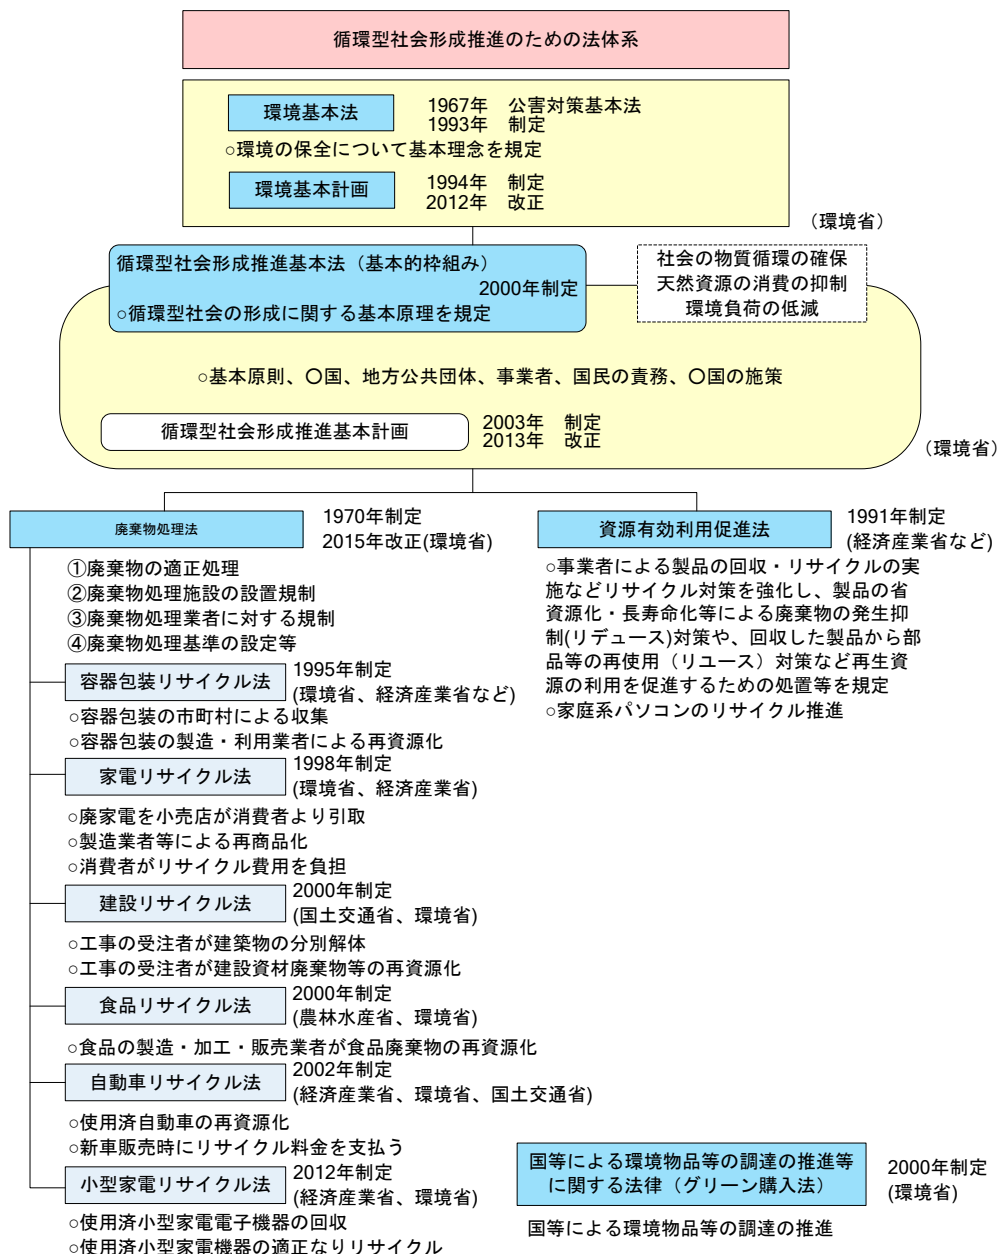 循環型社会形成推進のための法体系
環境基本法
1967年　公害対策基本法
1993年　制定
○環境の保全について基本理念を規定
環境基本計画
1994年　制定
2012年　改正
（環境省）
循環型社会形成推進基本法（基本的枠組み）
2000年制定
○循環型社会の形成に関する基本原理を規定
社会の物質循環の確保
天然資源の消費の抑制
環境負荷の低減
○基本原則、〇国、地方公共団体、事業者、国民の責務、〇国の施策
循環型社会形成推進基本計画
2003年　制定
2013年　改正
（環境省）
廃棄物処理法
1970年制定
2015年改正(環境省)
①廃棄物の適正処理
②廃棄物処理施設の設置規制
③廃棄物処理業者に対する規制
④廃棄物処理基準の設定等
資源有効利用促進法
1991年制定
(経済産業省など)
○事業者による製品の回収・リサイクルの実
施などリサイクル対策を強化し、製品の省
資源化・長寿命化等による廃棄物の発生抑
制(リデュース)対策や、回収した製品から部
品等の再使用（リユース）対策など再生資
源の利用を促進するための処置等を規定
○家庭系パソコンのリサイクル推進
容器包装リサイクル法
1995年制定
(環境省、経済産業省など)
○容器包装の市町村による収集
○容器包装の製造・利用業者による再資源化
家電リサイクル法
1998年制定
(環境省、経済産業省)
○廃家電を小売店が消費者より引取
○製造業者等による再商品化
○消費者がリサイクル費用を負担
建設リサイクル法
2000年制定
(国土交通省、環境省)
○工事の受注者が建築物の分別解体
○工事の受注者が建設資材廃棄物等の再資源化
食品リサイクル法
2000年制定
(農林水産省、環境省)
○食品の製造・加工・販売業者が食品廃棄物の再資源化
自動車リサイクル法
2002年制定
(経済産業省、環境省、国土交通省)
○使用済自動車の再資源化
○新車販売時にリサイクル料金を支払う
小型家電リサイクル法
2012年制定
(経済産業省、環境省)
○使用済小型家電電子機器の回収
○使用済小型家電機器の適正なりリサイクル
国等による環境物品等の調達の推進等
に関する法律（グリーン購入法）
2000年制定
(環境省)
国等による環境物品等の調達の推進